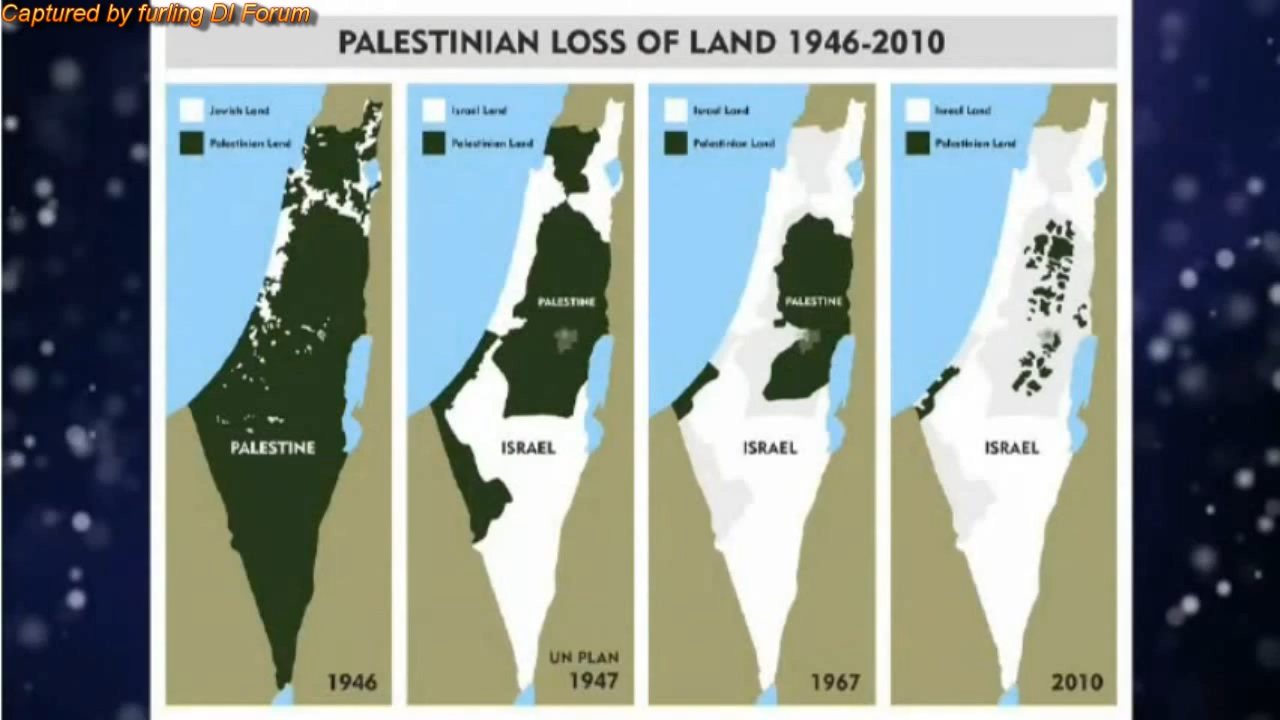 Captured by furling DI Forum
PALESTINIAN LOSS OF LAND 1946-2010
Jewish Land
Palestinian Land
PALESTINE
1946
Israel Land
Palestinian Land
PALESTINE
ISRAEL
UN PLAN
1947
Israel Land
Palestinian Land
PALESTINE
ISRAEL
1967
Israel Land
Palestinian Land
ISRAEL
2010